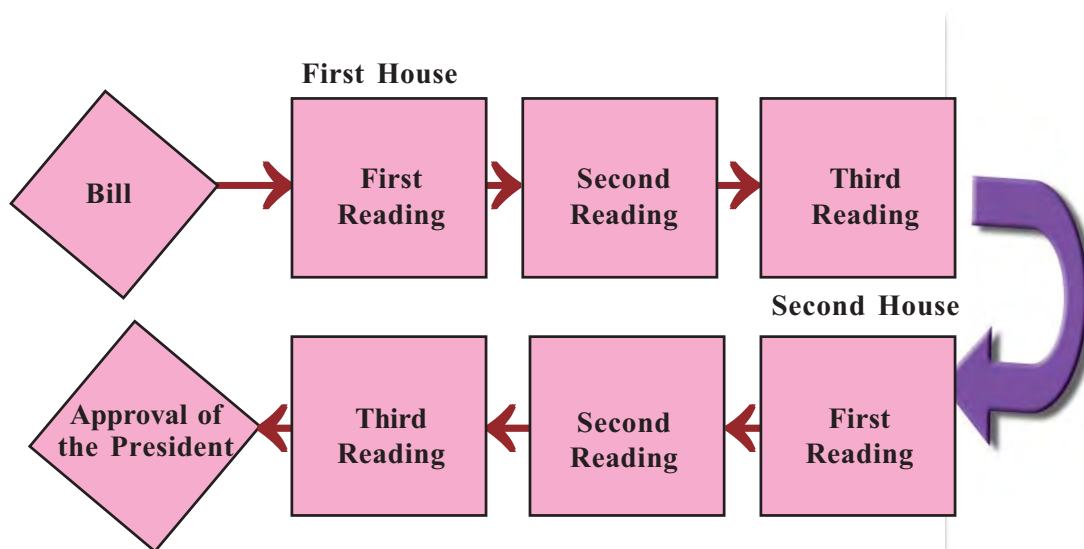 First House
Bill
First
Reading
Second
Reading
Third
Reading
Second House
First
Reading
Second
Reading
Third
Reading
Approval of
the President